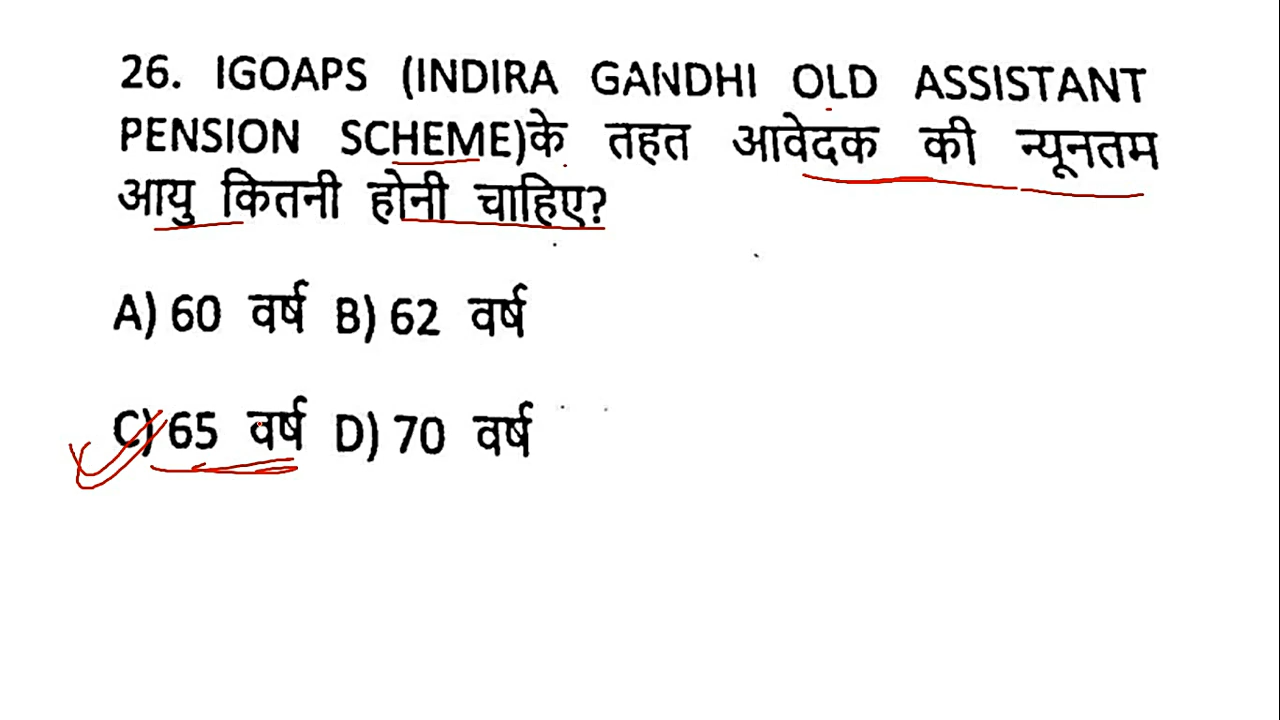 26. IGOAPS (INDIRA GANDHI OLD ASSISTANT
PENSION SCHEME)के तहत आवेदक की न्यूनतम
आयु कितनी होनी चाहिए?
A) 60 वर्ष B) 62 वर्ष
C) 65 वर्ष D) 70 वर्ष